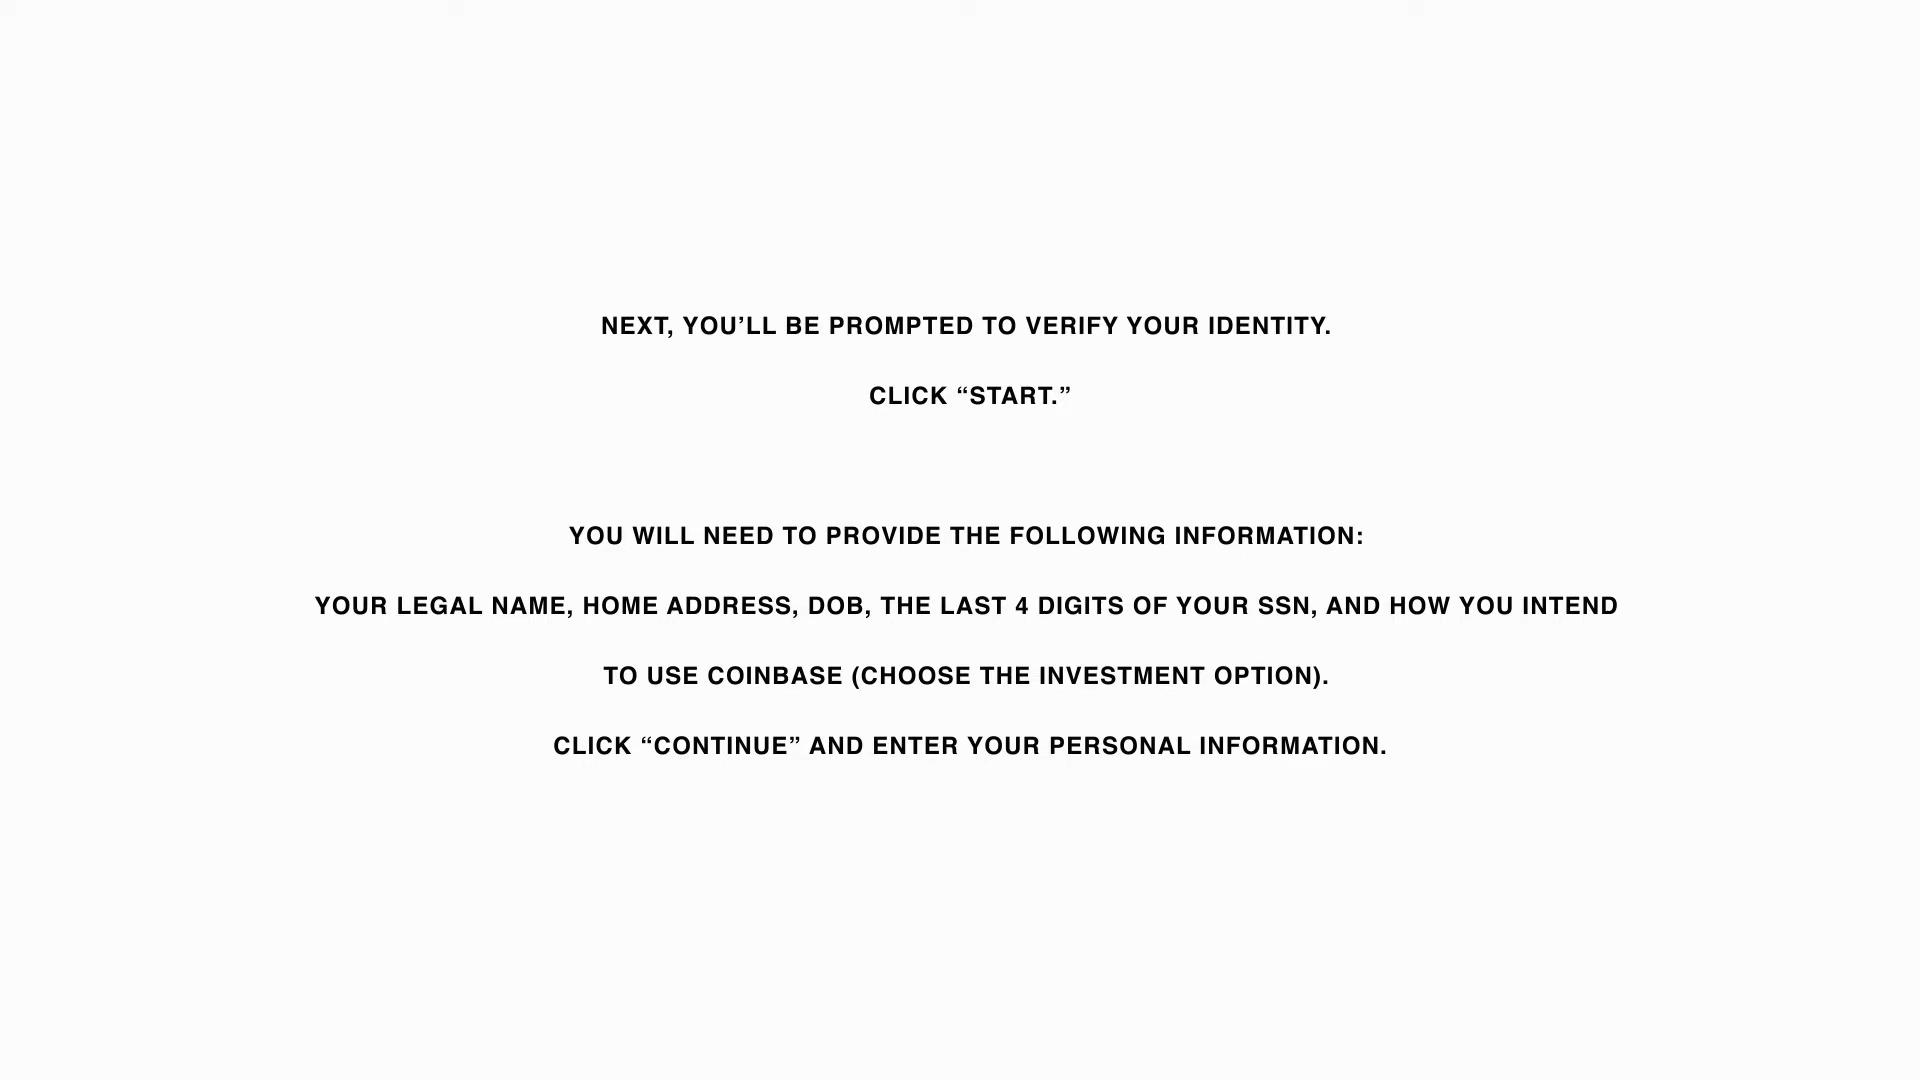 NEXT, YOU’LL BE PROMPTED TO VERIFY YOUR IDENTITY.
CLICK “START.”
YOU WILL NEED TO PROVIDE THE FOLLOWING INFORMATION:
YOUR LEGAL NAME, HOME ADDRESS, DOB, THE LAST 4 DIGITS OF YOUR SSN, AND HOW YOU INTEND
TO USE COINBASE (CHOOSE THE INVESTMENT OPTION).
CLICK “CONTINUE” AND ENTER YOUR PERSONAL INFORMATION.